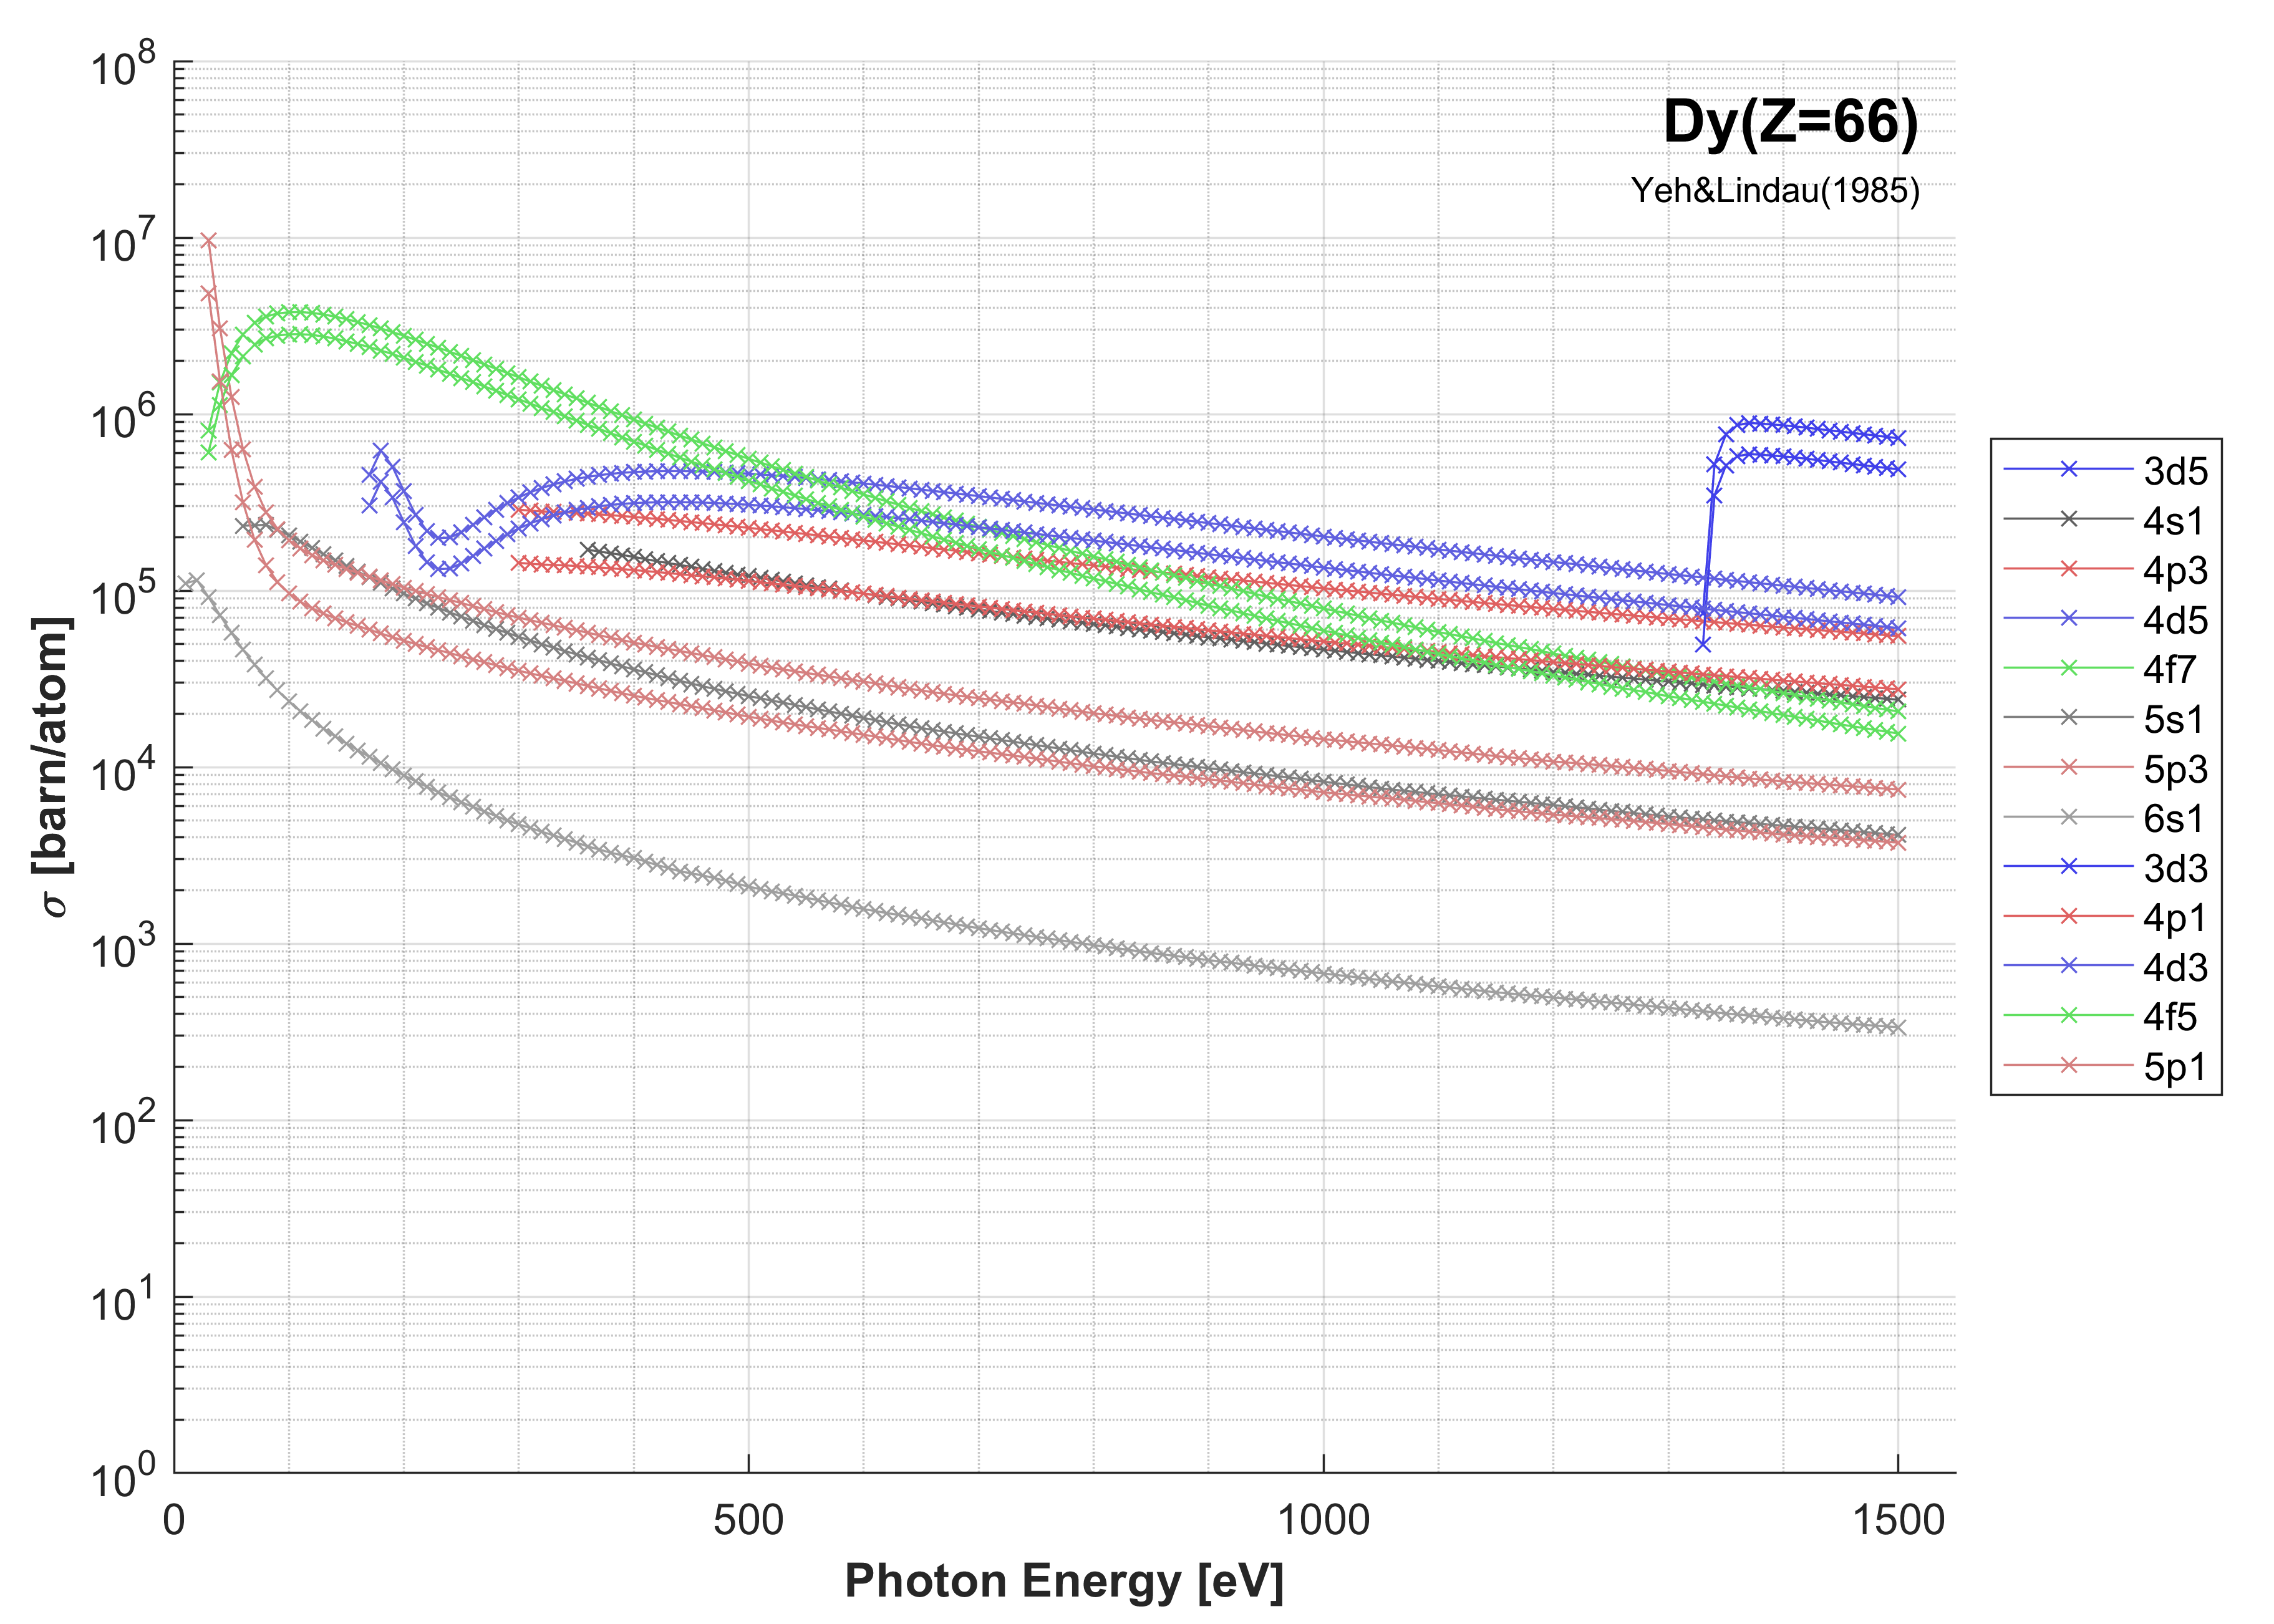 Dy(Z=66)
Yeh&Lindau(1985)
10^8
10^7
10^6
10^5
10^4
10^3
10^2
10^1
10^0
σ [barn/atom]
0 500 1000 1500
Photon Energy [eV]
3d5
4s1
4p3
4d5
4f7
5s1
5p3
6s1
3d3
4p1
4d3
4f5
5p1